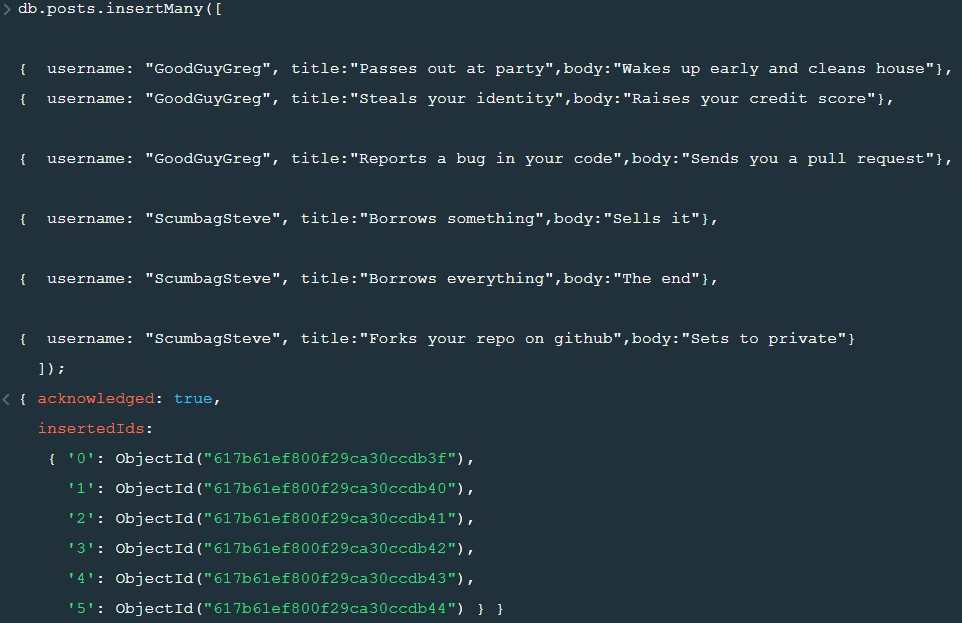 > db.posts.insertMany([
{  username: "GoodGuyGreg", title:"Passes out at party",body:"Wakes up early and cleans house"},
{  username: "GoodGuyGreg", title:"Steals your identity",body:"Raises your credit score"},
{  username: "GoodGuyGreg", title:"Reports a bug in your code",body:"Sends you a pull request"},
{  username: "ScumbagSteve", title:"Borrows something",body:"Sells it"},
{  username: "ScumbagSteve", title:"Borrows everything",body:"The end"},
{  username: "ScumbagSteve", title:"Forks your repo on github",body:"Sets to private"}
]);
< { acknowledged: true,
insertedIds:
{ '0': ObjectId("617b61ef800f29ca30ccdb3f"),
'1': ObjectId("617b61ef800f29ca30ccdb40"),
'2': ObjectId("617b61ef800f29ca30ccdb41"),
'3': ObjectId("617b61ef800f29ca30ccdb42"),
'4': ObjectId("617b61ef800f29ca30ccdb43"),
'5': ObjectId("617b61ef800f29ca30ccdb44") } }